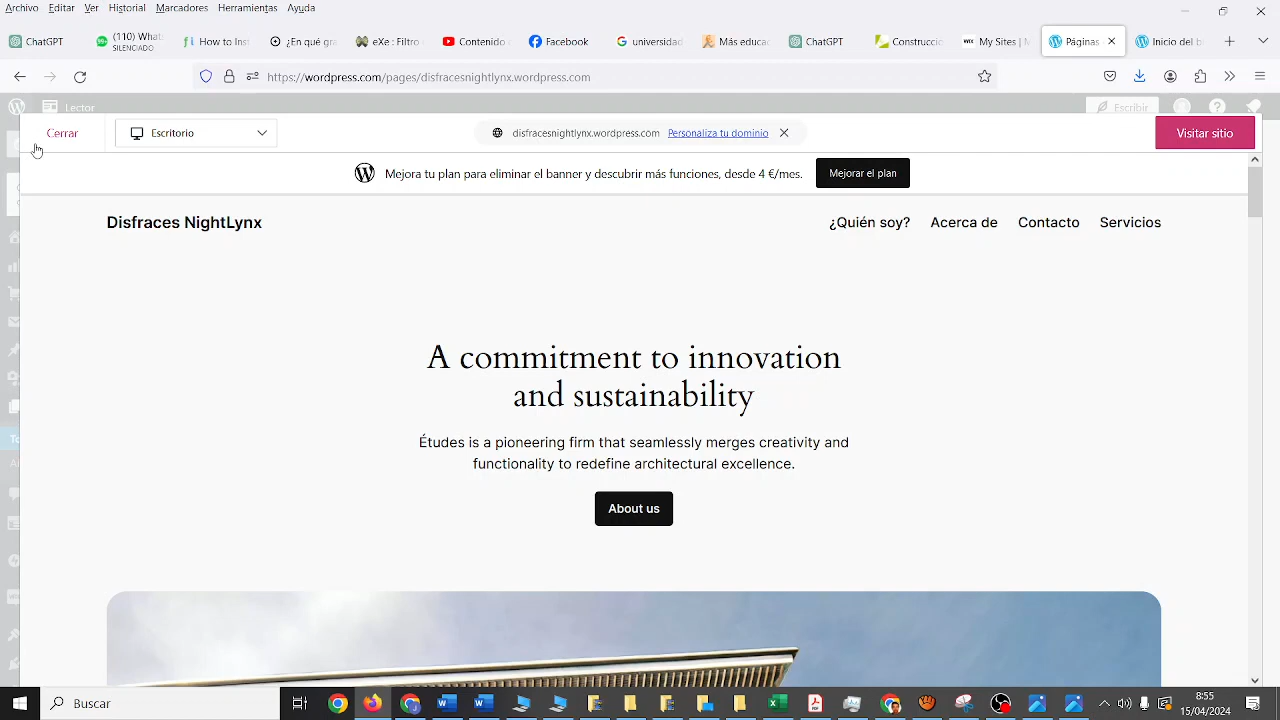 Archivo Editar Ver Historial Marcadores Herramientas Ayuda
ChatGPT
(110) What
SILENCIADO
How to Ins
¿En qué gra
eXe : Filtro
Contenido
Facebook
universidad
Más educac
ChatGPT
Construccio
My Sites | M
Páginas
Inicio del b
https://wordpress.com/pages/disfracesnightlynx.wordpress.com
Lector
Escribir
Cerrar
Escritorio
disfracesnightlynx.wordpress.com Personaliza tu dominio
Visitar sitio
Mejora tu plan para eliminar el banner y descubrir más funciones, desde 4 €/mes.
Mejorar el plan
Disfraces NightLynx
¿Quién soy? Acerca de Contacto Servicios
A commitment to innovation
and sustainability
Études is a pioneering firm that seamlessly merges creativity and
functionality to redefine architectural excellence.
About us
Buscar
8:55
15/04/2024